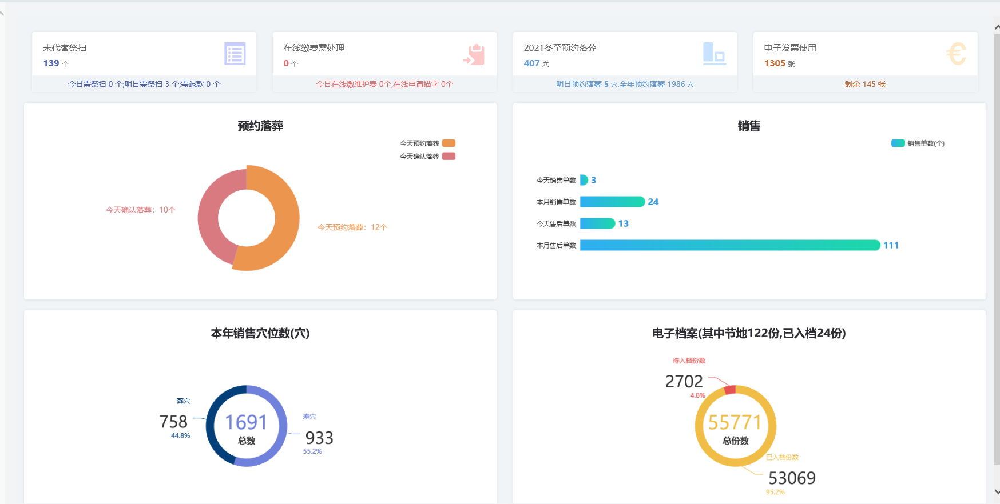 未代客祭扫
139 个
今日需祭扫 0 个;明日需祭扫 3 个;需退款 0 个
在线缴费需处理
0 个
今日在线缴维护费 0个,在线申请描字 0个
2021冬至预约落葬
407 穴
明日预约落葬 5 穴.全年预约落葬 1986 穴
电子发票使用
1305 张
剩余 145 张
预约落葬
今天预约落葬
今天确认落葬
今天确认落葬：10个
今天预约落葬：12个
销售
销售单数(个)
今天销售单数 3
本月销售单数 24
今天售后单数 13
本月售后单数 111
本年销售穴位数(穴)
葬穴
758
44.8%
1691
总数
寿穴
933
55.2%
电子档案(其中节地122份,已入档24份)
待入档份数
2702
4.8%
55771
总份数
已入档份数
53069
95.2%